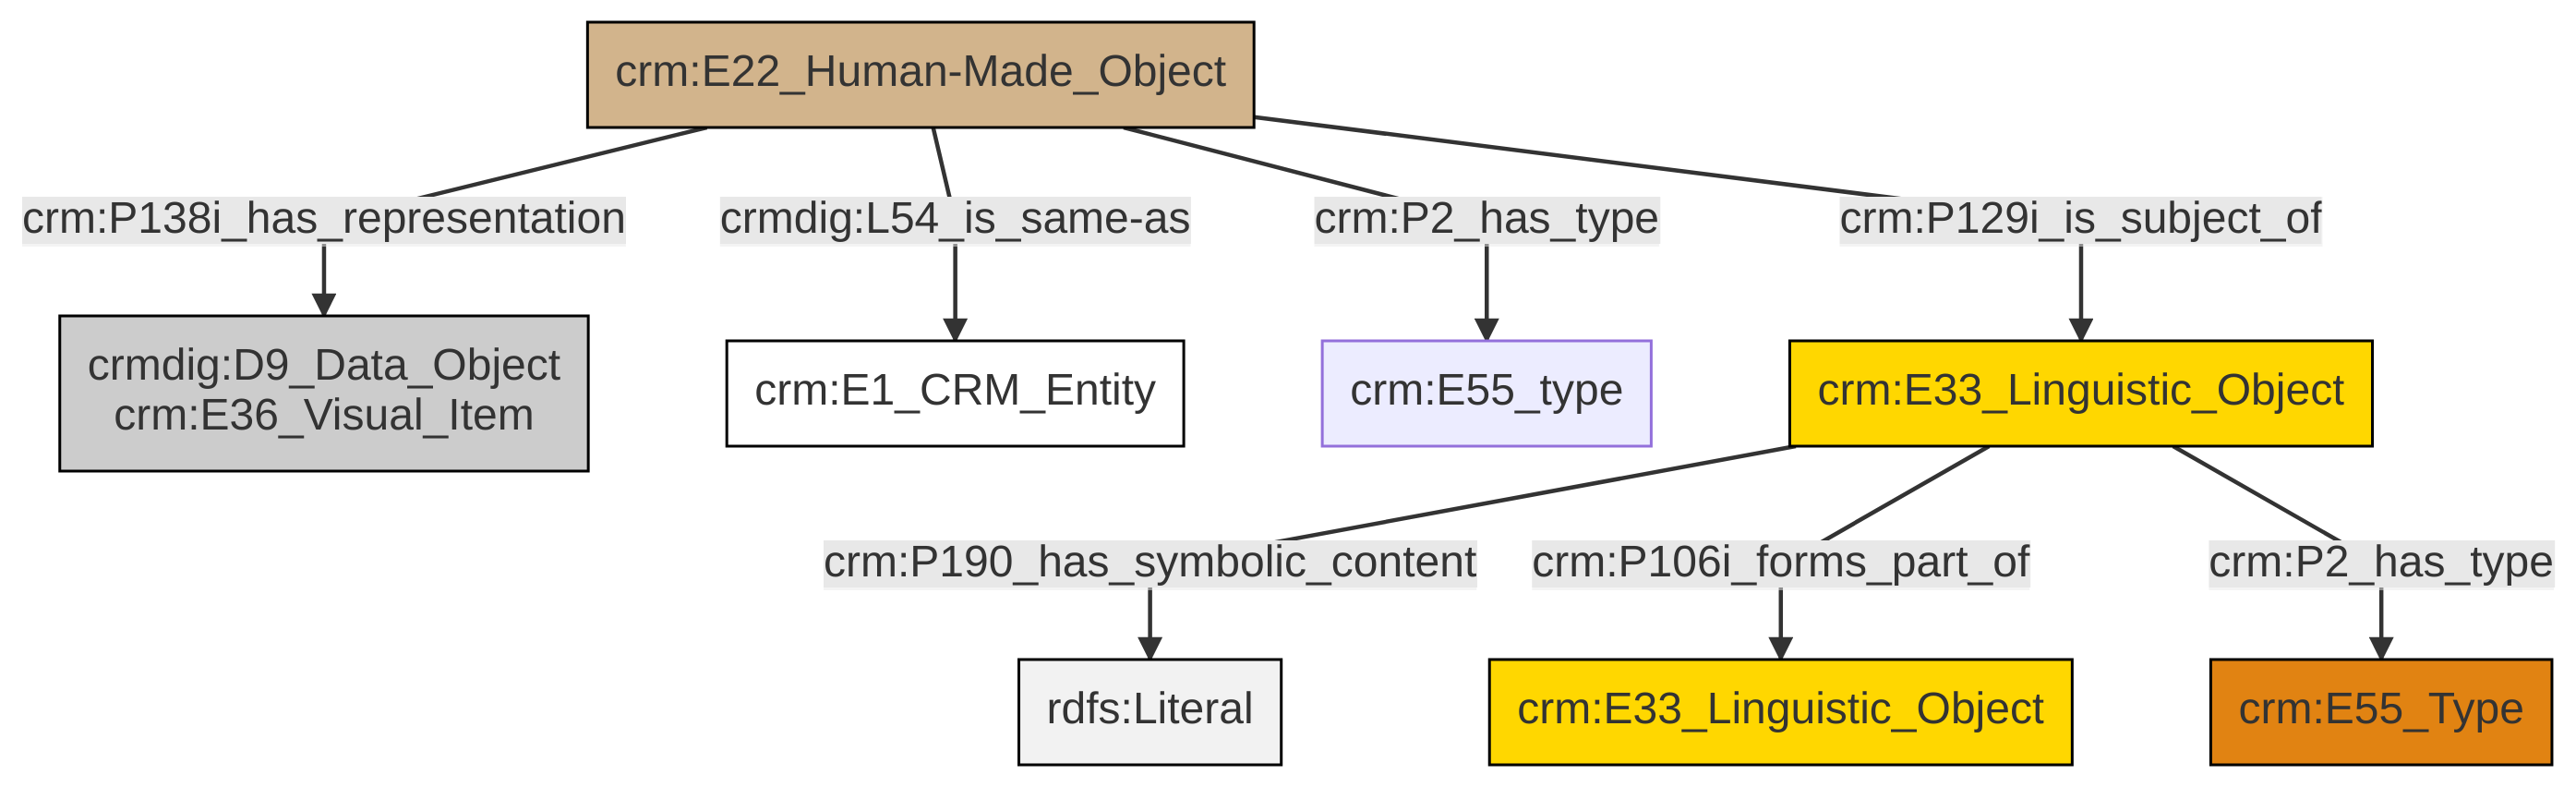 crm:E22_Human-Made_Object
crm:P138i_has_representation
crmdig:L54_is_same-as
crm:P2_has_type
crm:P129i_is_subject_of
crmdig:D9_Data_Object
crm:E36_Visual_Item
crm:E1_CRM_Entity
crm:E55_type
crm:E33_Linguistic_Object
crm:P190_has_symbolic_content
crm:P106i_forms_part_of
crm:P2_has_type
rdfs:Literal
crm:E33_Linguistic_Object
crm:E55_Type